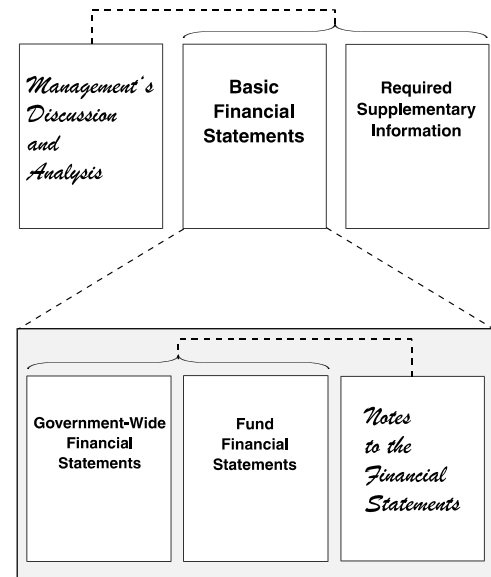 Management's
Discussion
and
Analysis
Basic
Financial
Statements
Required
Supplementary
Information
Government-Wide
Financial
Statements
Fund
Financial
Statements
Notes
to the
Financial
Statements